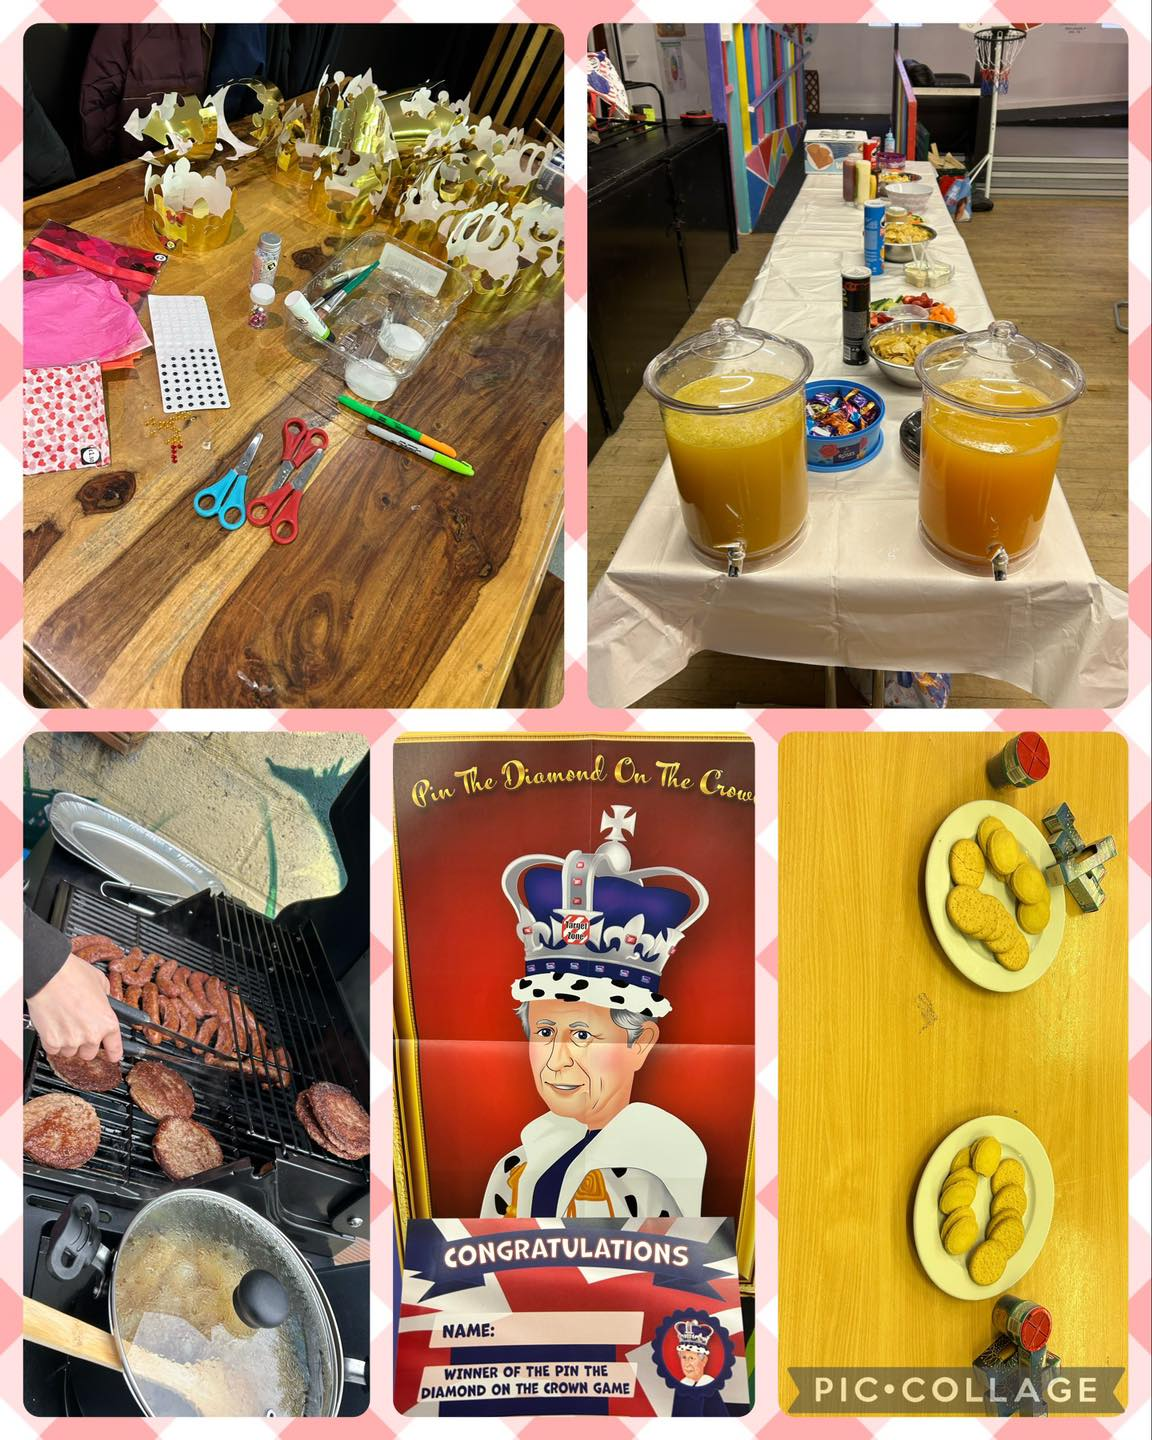 Pin The Diamond On The Crow
Target
Zone
CONGRATULATIONS
NAME:
WINNER OF THE PIN THE
DIAMOND ON THE CROWN GAME
PIC•COLLAGE